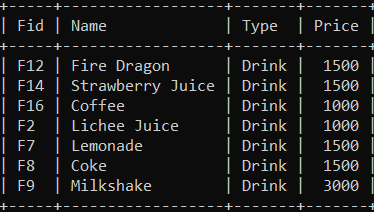 +-----+------------------+-------+-------+
| Fid | Name             | Type  | Price |
+-----+------------------+-------+-------+
| F12 | Fire Dragon      | Drink |  1500 |
| F14 | Strawberry Juice | Drink |  1500 |
| F16 | Coffee           | Drink |  1000 |
| F2  | Lichee Juice     | Drink |  1000 |
| F7  | Lemonade         | Drink |  1500 |
| F8  | Coke             | Drink |  1500 |
| F9  | Milkshake        | Drink |  3000 |
+-----+------------------+-------+-------+